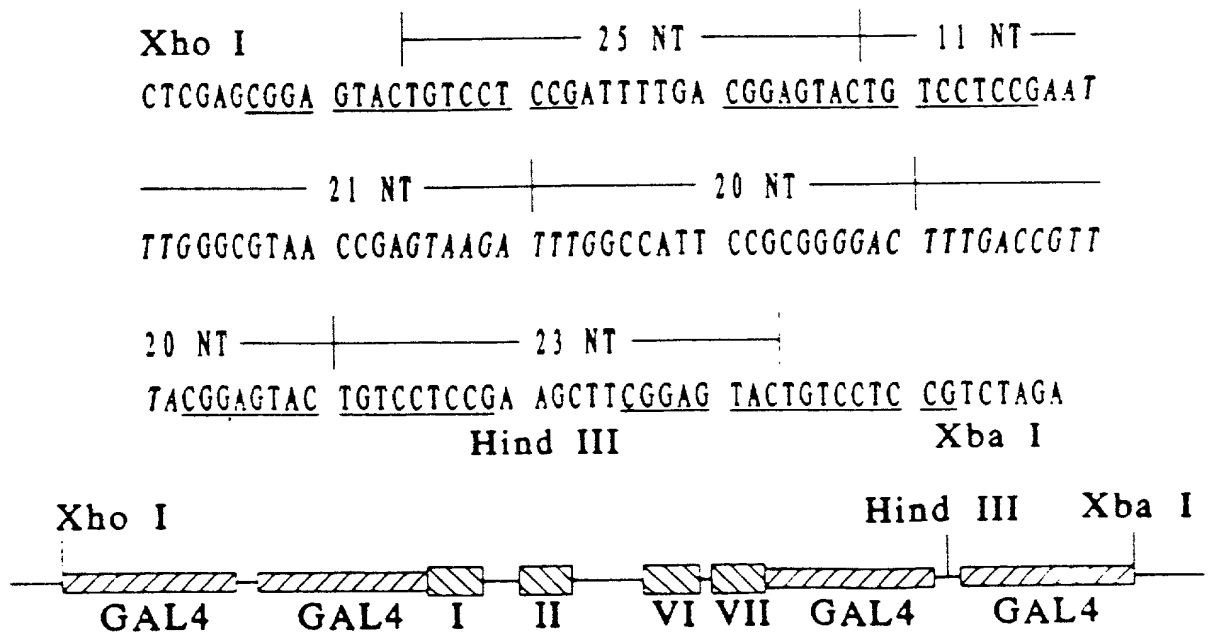 25 NT 11 NT
Xho I
CTCGAGCGGA GTACTGTCCT CCGATTTTGA CGGAGTACTG TCCTCCGAAT
21 NT 20 NT
TTGGGCGTAA CCGAGTAAGA TTTGGCCATT CCGCGGGGAC TTTGACCGTT
20 NT 23 NT
TACGGAGTAC TGTCCTCCGA AGCTTCGGAG TACTGTCCTC CGTCTAGA
Hind III Xba I
Xho I Hind III Xba I
GAL4 GAL4 I II VI VII GAL4 GAL4